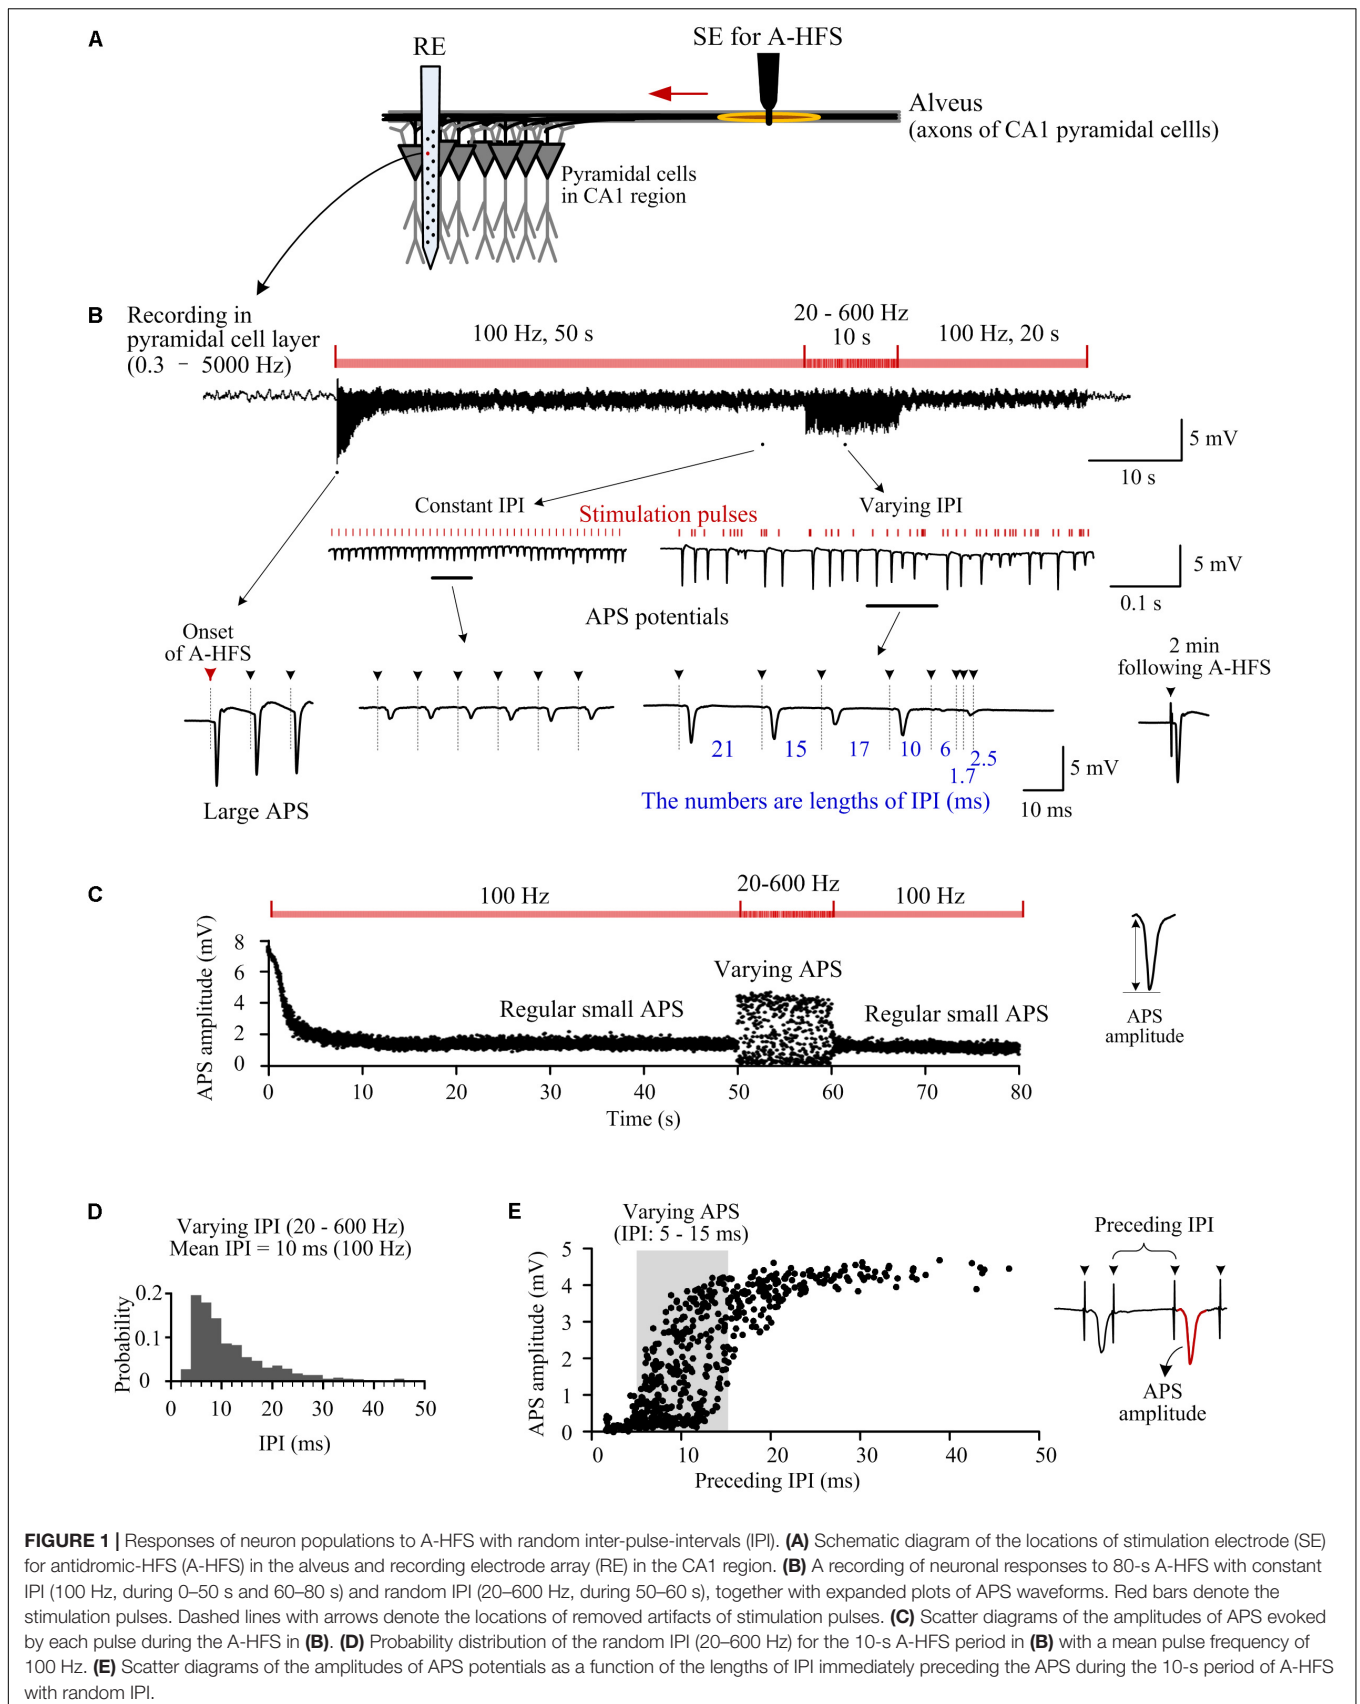 A
RE
SE for A-HFS
Alveus
(axons of CA1 pyramidal cellls)
Pyramidal cells
in CA1 region
B
Recording in
pyramidal cell layer
(0.3 - 5000 Hz)
100 Hz, 50 s
20 - 600 Hz
10 s
100 Hz, 20 s
5 mV
10 s
Constant IPI
Stimulation pulses
Varying IPI
5 mV
0.1 s
APS potentials
Onset
of A-HFS
2 min
following A-HFS
21
15
17
10
6
1.7
2.5
5 mV
10 ms
Large APS
The numbers are lengths of IPI (ms)
C
100 Hz
20-600 Hz
100 Hz
APS amplitude (mV)
8
6
4
2
0
Regular small APS
Varying APS
Regular small APS
0 10 20 30 40 50 60 70 80
Time (s)
APS
amplitude
D
Varying IPI (20 - 600 Hz)
Mean IPI = 10 ms (100 Hz)
Probability
0.2
0.1
0
0 10 20 30 40 50
IPI (ms)
E
Varying APS
(IPI: 5 - 15 ms)
APS amplitude (mV)
5
4
3
2
1
0
0 10 20 30 40 50
Preceding IPI (ms)
Preceding IPI
APS
amplitude
FIGURE 1 | Responses of neuron populations to A-HFS with random inter-pulse-intervals (IPI). (A) Schematic diagram of the locations of stimulation electrode (SE)
for antidromic-HFS (A-HFS) in the alveus and recording electrode array (RE) in the CA1 region. (B) A recording of neuronal responses to 80-s A-HFS with constant
IPI (100 Hz, during 0–50 s and 60–80 s) and random IPI (20–600 Hz, during 50–60 s), together with expanded plots of APS waveforms. Red bars denote the
stimulation pulses. Dashed lines with arrows denote the locations of removed artifacts of stimulation pulses. (C) Scatter diagrams of the amplitudes of APS evoked
by each pulse during the A-HFS in (B). (D) Probability distribution of the random IPI (20–600 Hz) for the 10-s A-HFS period in (B) with a mean pulse frequency of
100 Hz. (E) Scatter diagrams of the amplitudes of APS potentials as a function of the lengths of IPI immediately preceding the APS during the 10-s period of A-HFS
with random IPI.